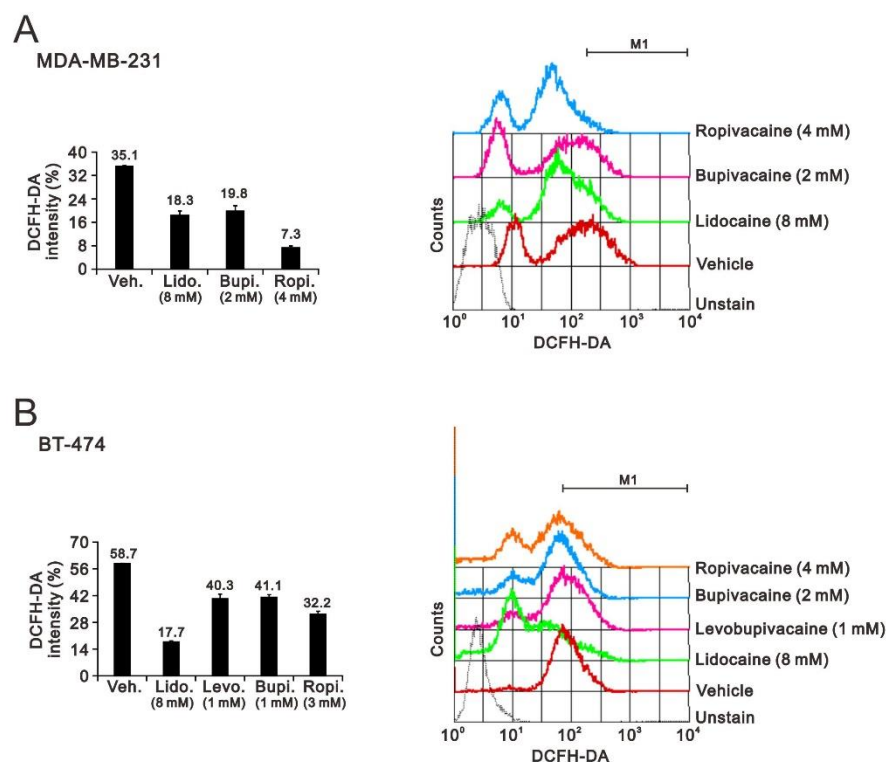 A
MDA-MB-231
DCFH-DA
intensity (%)
40
32
24
16
8
0
35.1
18.3
19.8
7.3
Veh.
Lido.
(8 mM)
Bupi.
(2 mM)
Ropi.
(4 mM)
M1
Ropivacaine (4 mM)
Bupivacaine (2 mM)
Lidocaine (8 mM)
Vehicle
Unstain
Counts
10⁰
10¹
10²
10³
10⁴
DCFH-DA
B
BT-474
DCFH-DA
intensity (%)
70
56
42
28
14
0
58.7
17.7
40.3
41.1
32.2
Veh.
Lido.
(8 mM)
Levo.
(1 mM)
Bupi.
(1 mM)
Ropi.
(3 mM)
M1
Ropivacaine (4 mM)
Bupivacaine (2 mM)
Levobupivacaine (1 mM)
Lidocaine (8 mM)
Vehicle
Unstain
Counts
10⁰
10¹
10²
10³
10⁴
DCFH-DA